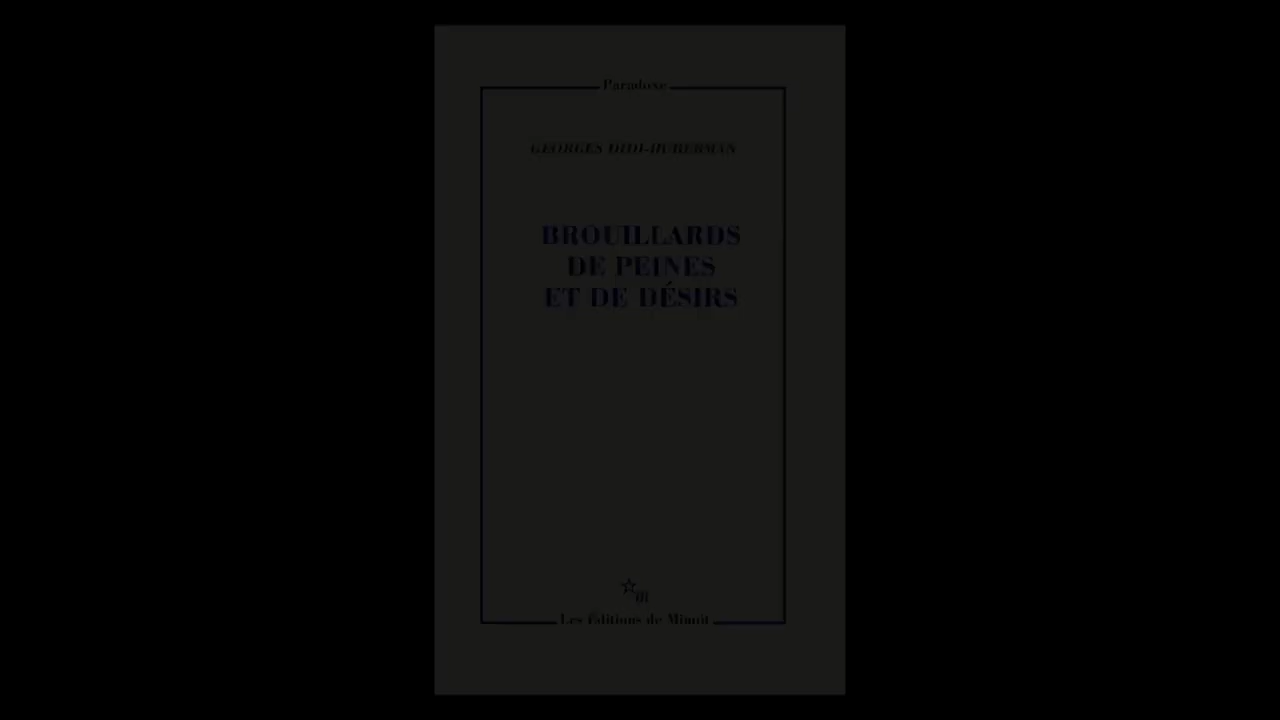 Paradoxe
GEORGES DIDI-HUBERMAN
BROUILLARDS
DE PEINES
ET DE DÉSIRS
m
Les Éditions de Minuit